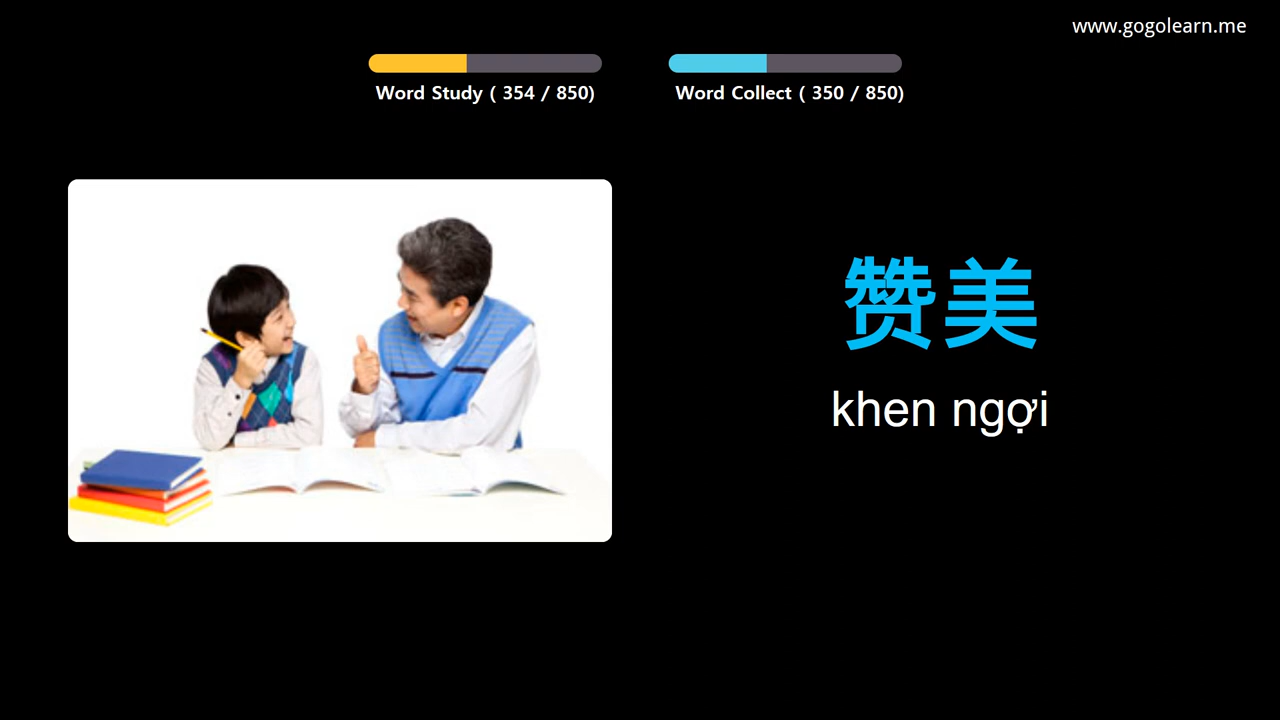 www.gogolearn.me
Word Study ( 354 / 850)
Word Collect ( 350 / 850)
赞美
khen ngợi